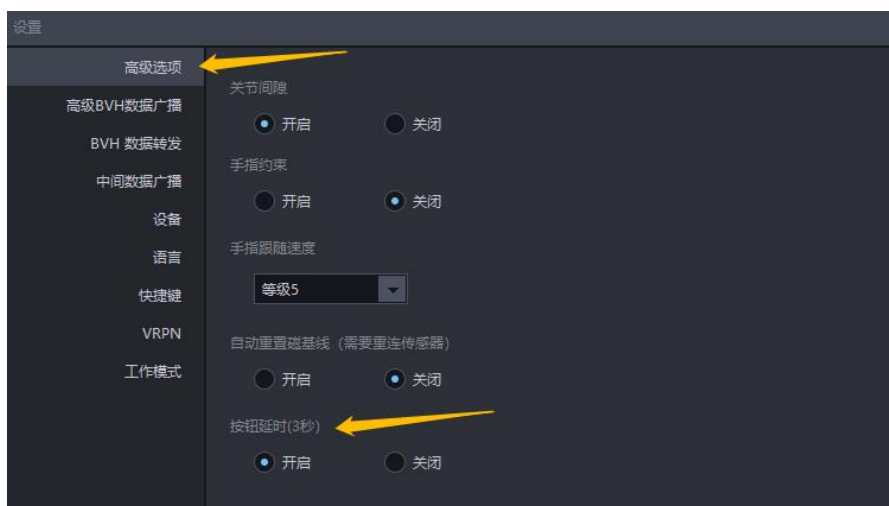 设置
高级选项
高级BVH数据广播
BVH 数据转发
中间数据广播
设备
语言
快捷键
VRPN
工作模式
关节间隙
开启 关闭
手指约束
开启 关闭
手指跟随速度
等级5
自动重置磁基线（需要重连传感器）
开启 关闭
按钮延时(3秒)
开启 关闭